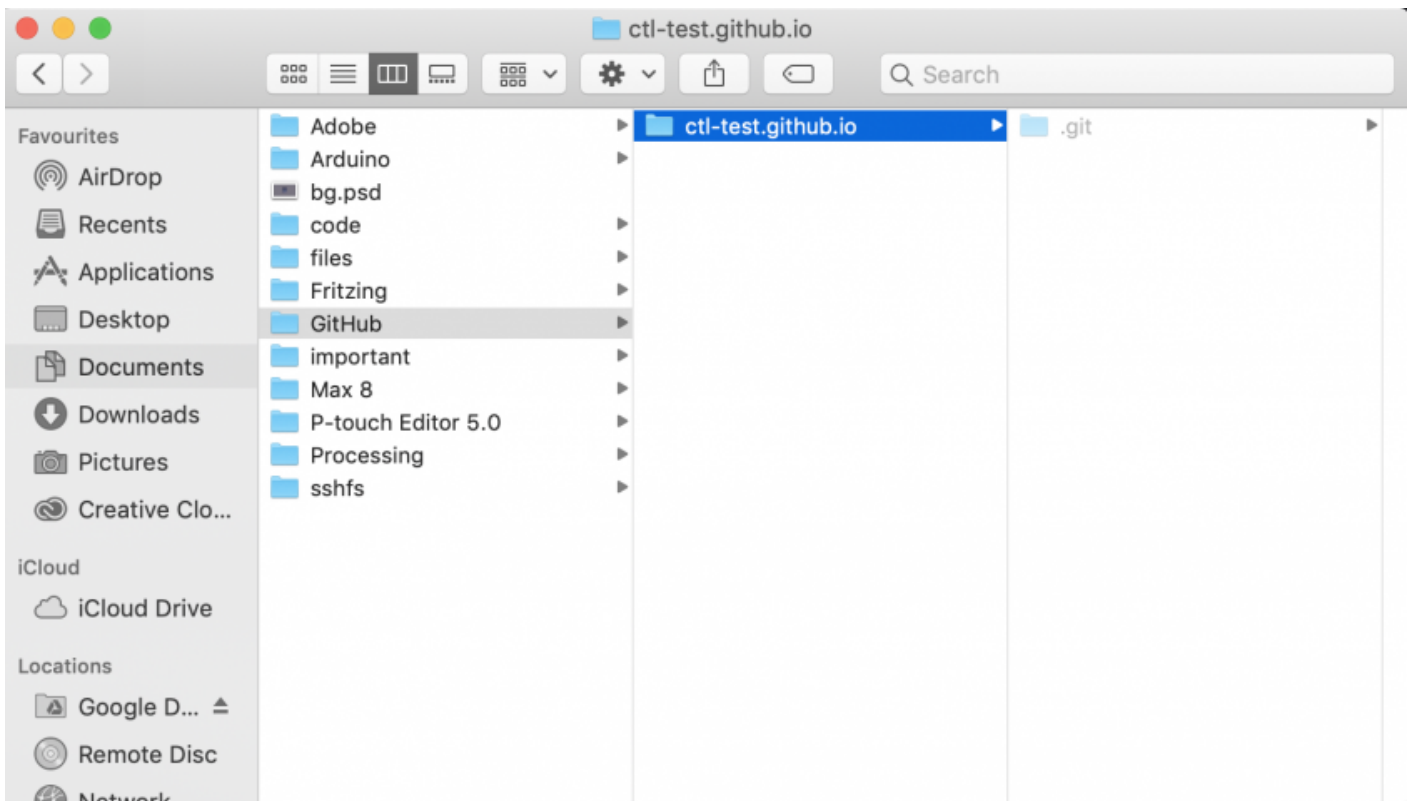 ctl-test.github.io
Search
Favourites
AirDrop
Recents
Applications
Desktop
Documents
Downloads
Pictures
Creative Clo...
iCloud
iCloud Drive
Locations
Google D...
Remote Disc
Network
Adobe
Arduino
bg.psd
code
files
Fritzing
GitHub
important
Max 8
P-touch Editor 5.0
Processing
sshfs
ctl-test.github.io
.git